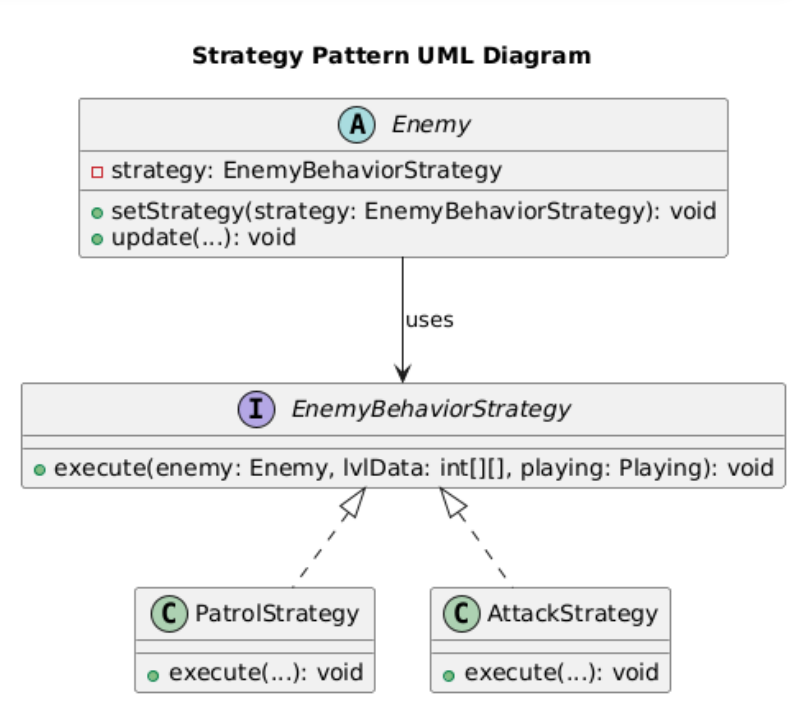 Strategy Pattern UML Diagram
A Enemy
strategy: EnemyBehaviorStrategy
setStrategy(strategy: EnemyBehaviorStrategy): void
update(...): void
uses
I EnemyBehaviorStrategy
execute(enemy: Enemy, lvlData: int[][], playing: Playing): void
C PatrolStrategy
execute(...): void
C AttackStrategy
execute(...): void